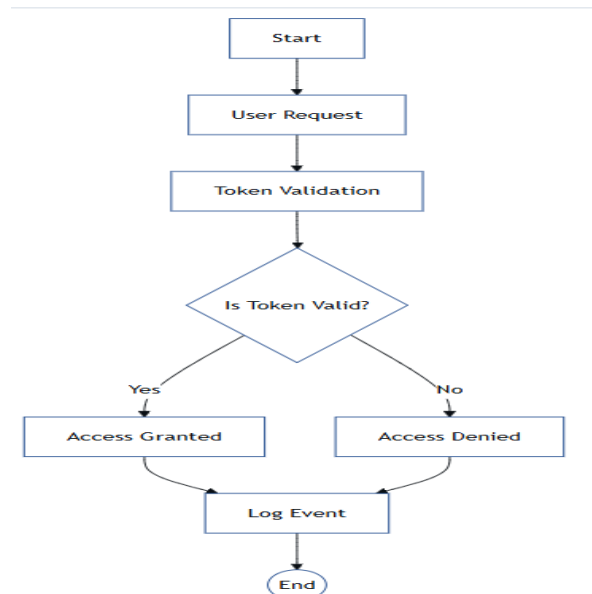 Start
User Request
Token Validation
Is Token Valid?
Yes
No
Access Granted
Access Denied
Log Event
End